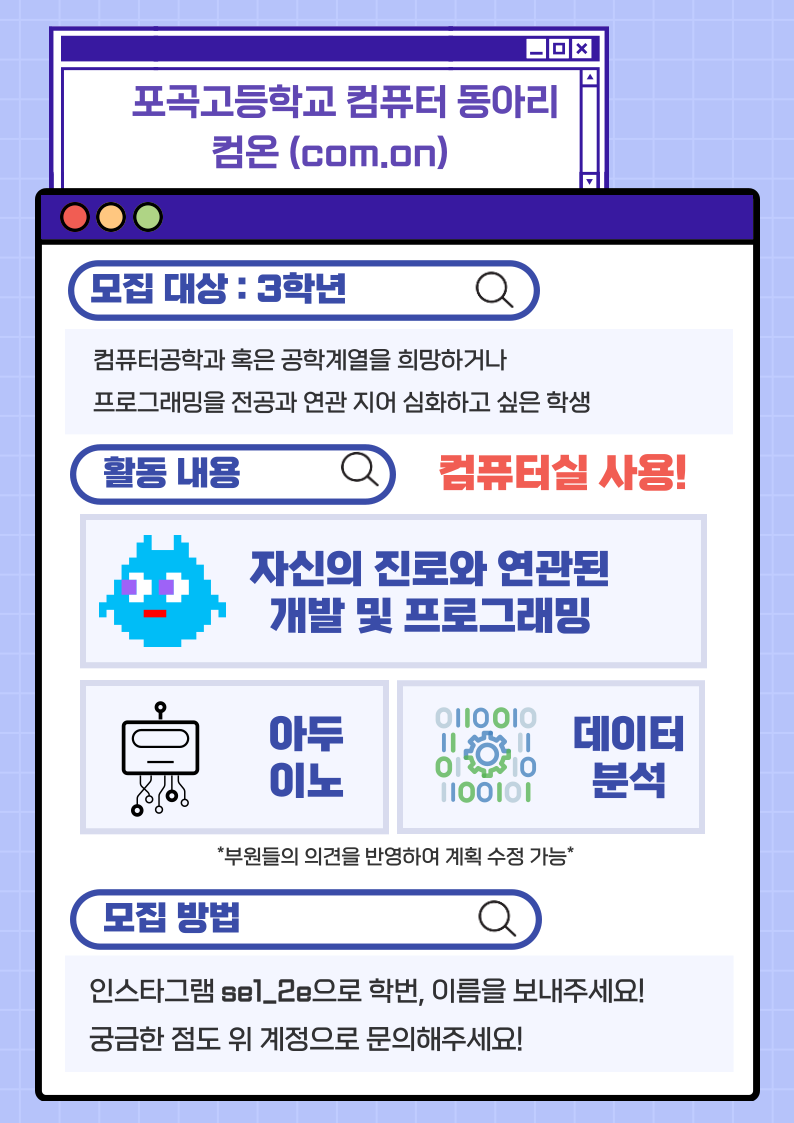 포곡고등학교 컴퓨터 동아리
컴온 (com.on)
모집 대상 : 3학년
컴퓨터공학과 혹은 공학계열을 희망하거나
프로그래밍을 전공과 연관 지어 심화하고 싶은 학생
활동 내용
컴퓨터실 사용!
자신의 진로와 연관된
개발 및 프로그래밍
아두
이노
데이터
분석
*부원들의 의견을 반영하여 계획 수정 가능*
모집 방법
인스타그램 se1_2e으로 학번, 이름을 보내주세요!
궁금한 점도 위 계정으로 문의해주세요!